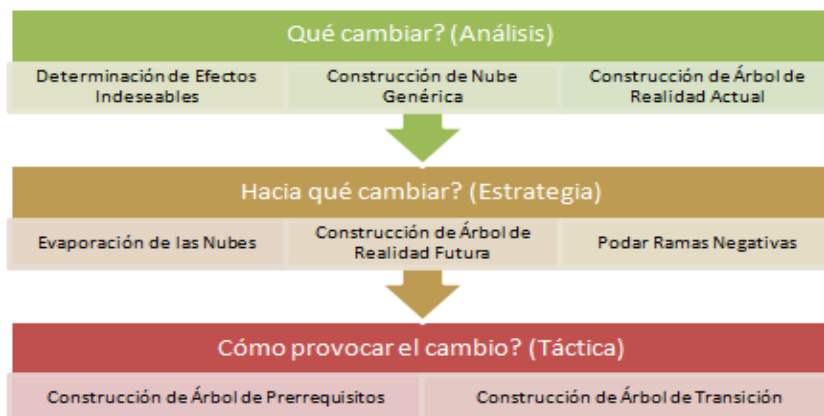 Qué cambiar? (Análisis)
Determinación de Efectos
Indeseables
Construcción de Nube
Genérica
Construcción de Árbol de
Realidad Actual
Hacia qué cambiar? (Estrategia)
Evaporación de las Nubes
Construcción de Árbol de
Realidad Futura
Podar Ramas Negativas
Cómo provocar el cambio? (Táctica)
Construcción de Árbol de Prerrequisitos
Construcción de Árbol de Transición